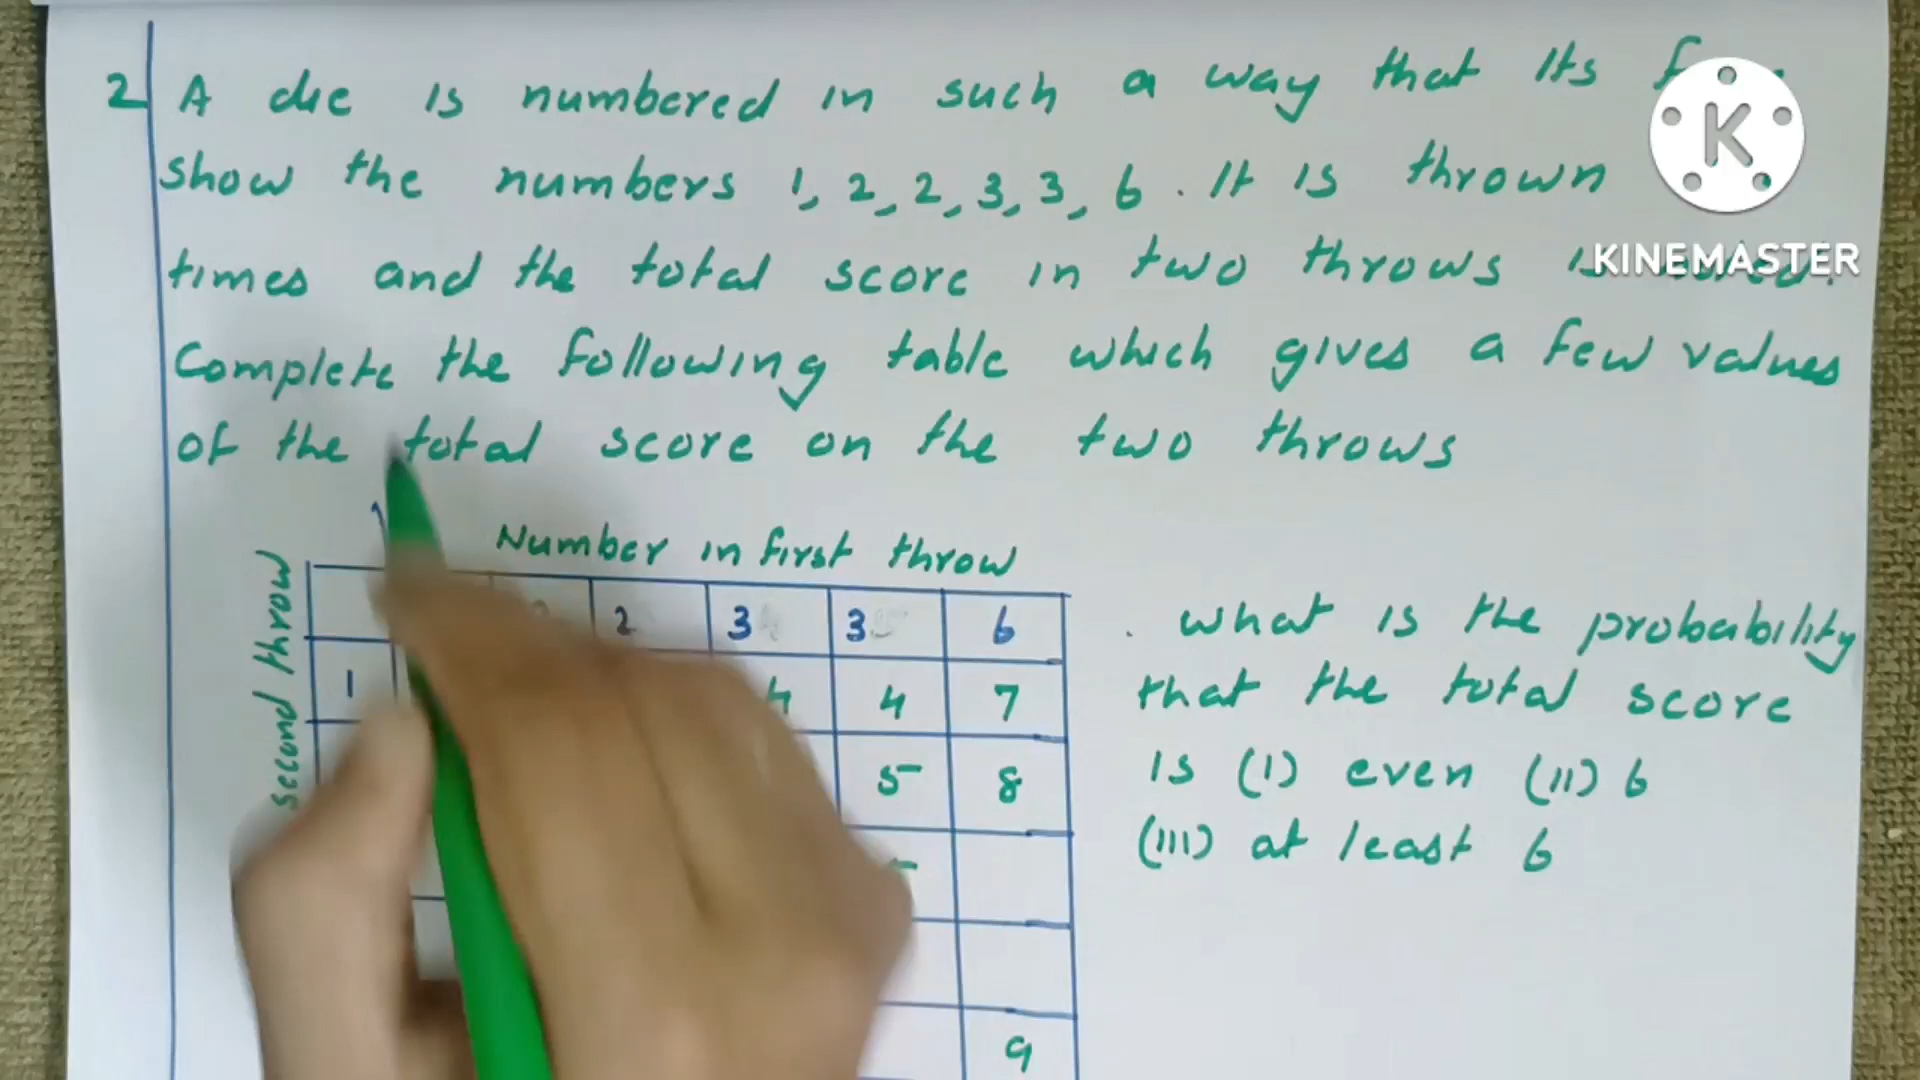 2 A die is numbered in such a way that its
show the numbers 1, 2, 2, 3, 3, 6. It is thrown
times and the total score in two throws is
Complete the following table which gives a few values
of the total score on the two throws
Number in first throw
second throw
2 3 3 6
1 4 4 7
5 8
9
. what is the probability
that the total score
is (i) even (ii) 6
(iii) at least 6
K
KINEMASTER